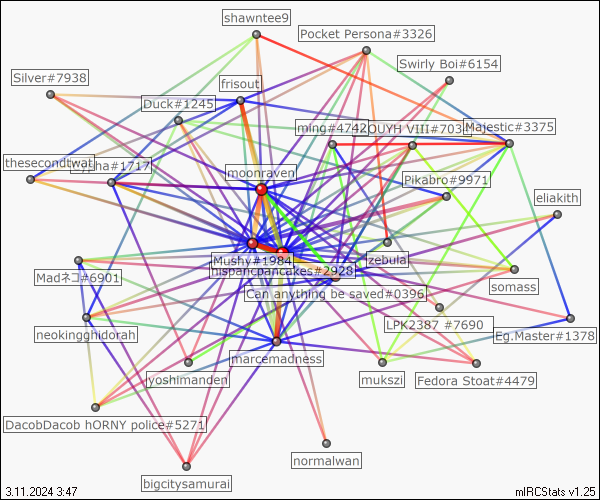 shawntee9
Pocket Persona#3326
Swirly Boi#6154
Silver#7938
frisout
Duck#1245
ming#4742
OUYH VIII#703
Majestic#3375
thesecondtwat
#1717
moonraven
Pikabro#9971
eliakith
Mushy#1984
zebula
hispanicpancakes#2928
Madネコ#6901
somass
Can anything be saved#0396
neokingghidorah
LPK2387 #7690
Eg.Master#1378
marcemadness
yoshimanden
mukszi
Fedora Stoat#4479
DacobDacob hORNY police#5271
normalwan
bigcitysamurai
3.11.2024 3:47
mIRCStats v1.25